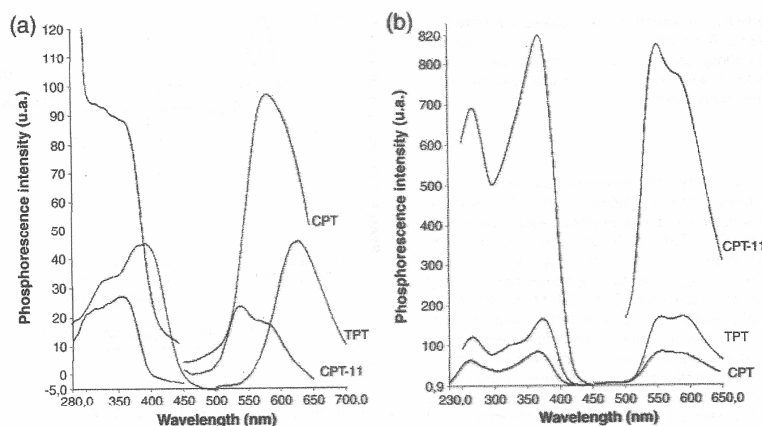 (a)
Phosphorescence intensity (u.a.)
120
110
100
90
80
70
60
50
40
30
20
10
0
-5,0
280,0 350 400 450 500 550 600 650 700.0
Wavelength (nm)
CPT
TPT
CPT-11
(b)
Phosphorescence intensity (u.a.)
820
700
600
500
400
300
200
100
0,9
230,0 300 350 400 450 500 550 600 650,0
Wavelength (nm)
CPT-11
TPT
CPT